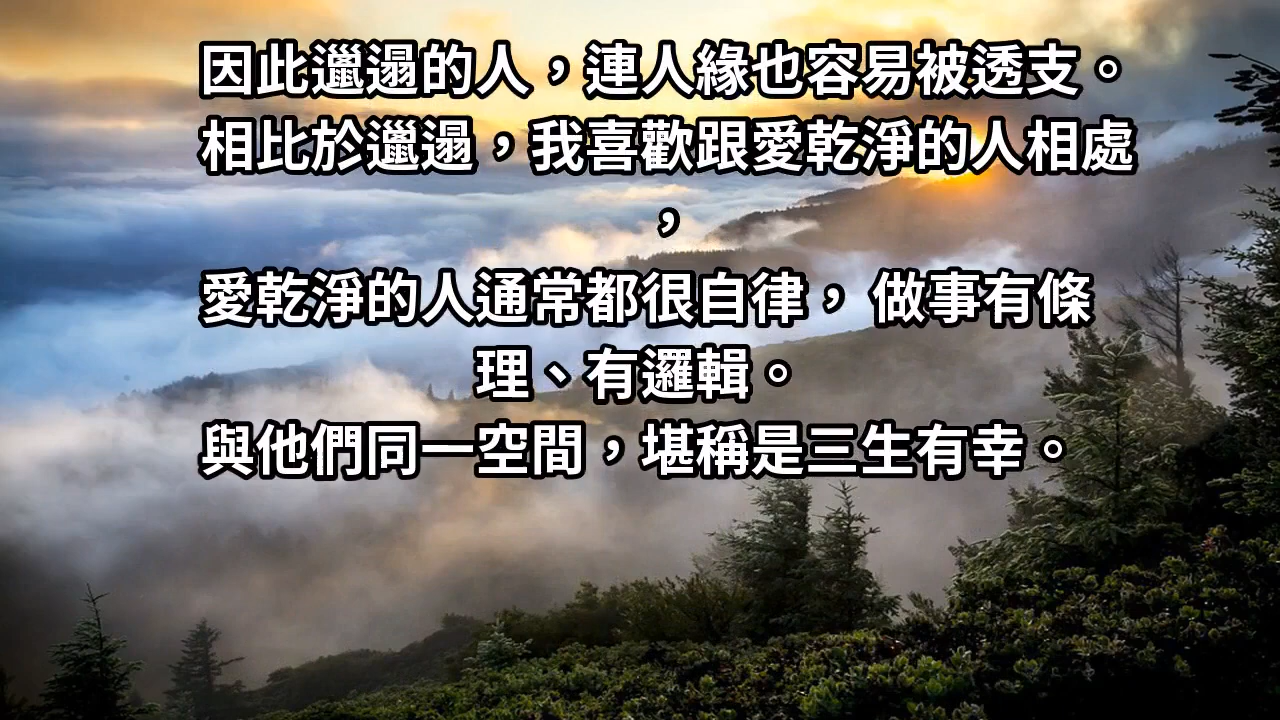 因此邋遢的人，連人緣也容易被透支。
相比於邋遢，我喜歡跟愛乾淨的人相處
，
愛乾淨的人通常都很自律， 做事有條
理、有邏輯。
與他們同一空間，堪稱是三生有幸。